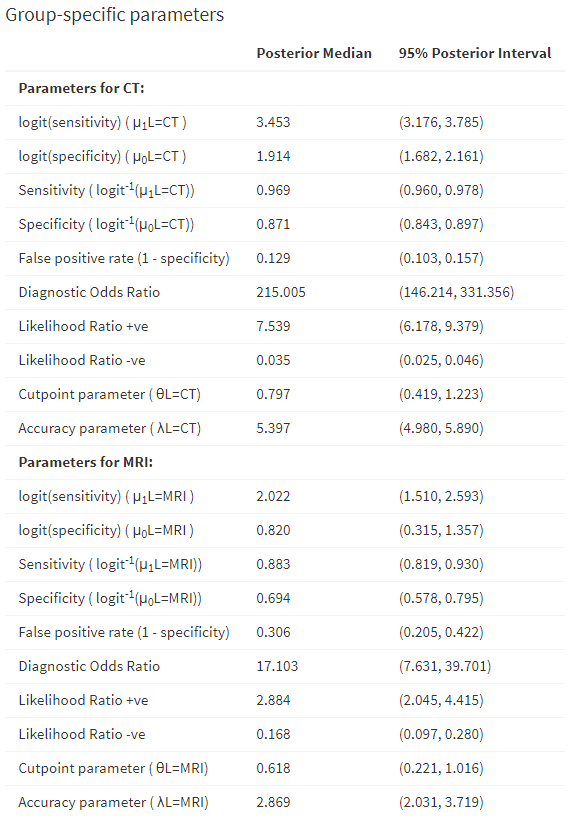 Group-specific parameters
Posterior Median 95% Posterior Interval
Parameters for CT:
logit(sensitivity) ( μ₁L=CT ) 3.453 (3.176, 3.785)
logit(specificity) ( μ₀L=CT ) 1.914 (1.682, 2.161)
Sensitivity ( logit⁻¹(μ₁L=CT)) 0.969 (0.960, 0.978)
Specificity ( logit⁻¹(μ₀L=CT)) 0.871 (0.843, 0.897)
False positive rate (1 - specificity) 0.129 (0.103, 0.157)
Diagnostic Odds Ratio 215.005 (146.214, 331.356)
Likelihood Ratio +ve 7.539 (6.178, 9.379)
Likelihood Ratio -ve 0.035 (0.025, 0.046)
Cutpoint parameter ( θL=CT) 0.797 (0.419, 1.223)
Accuracy parameter ( λL=CT) 5.397 (4.980, 5.890)
Parameters for MRI:
logit(sensitivity) ( μ₁L=MRI ) 2.022 (1.510, 2.593)
logit(specificity) ( μ₀L=MRI ) 0.820 (0.315, 1.357)
Sensitivity ( logit⁻¹(μ₁L=MRI)) 0.883 (0.819, 0.930)
Specificity ( logit⁻¹(μ₀L=MRI)) 0.694 (0.578, 0.795)
False positive rate (1 - specificity) 0.306 (0.205, 0.422)
Diagnostic Odds Ratio 17.103 (7.631, 39.701)
Likelihood Ratio +ve 2.884 (2.045, 4.415)
Likelihood Ratio -ve 0.168 (0.097, 0.280)
Cutpoint parameter ( θL=MRI) 0.618 (0.221, 1.016)
Accuracy parameter ( λL=MRI) 2.869 (2.031, 3.719)